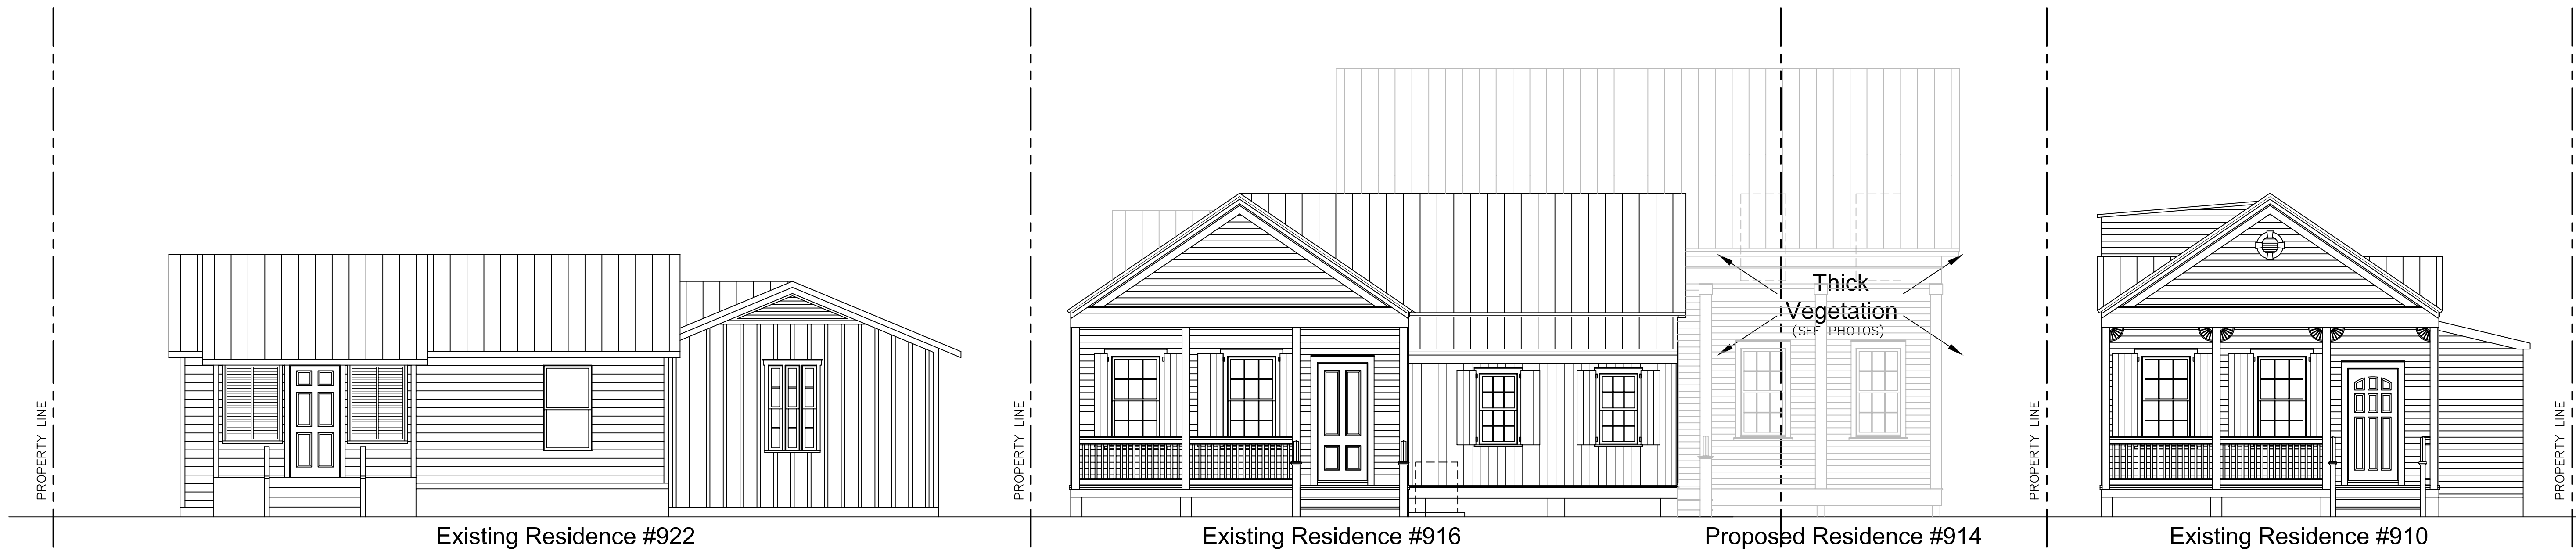 PROPERTY LINE
PROPERTY LINE
PROPERTY LINE
PROPERTY LINE
Thick
Vegetation
(SEE PHOTOS)
Existing Residence #922
Existing Residence #916
Proposed Residence #914
Existing Residence #910